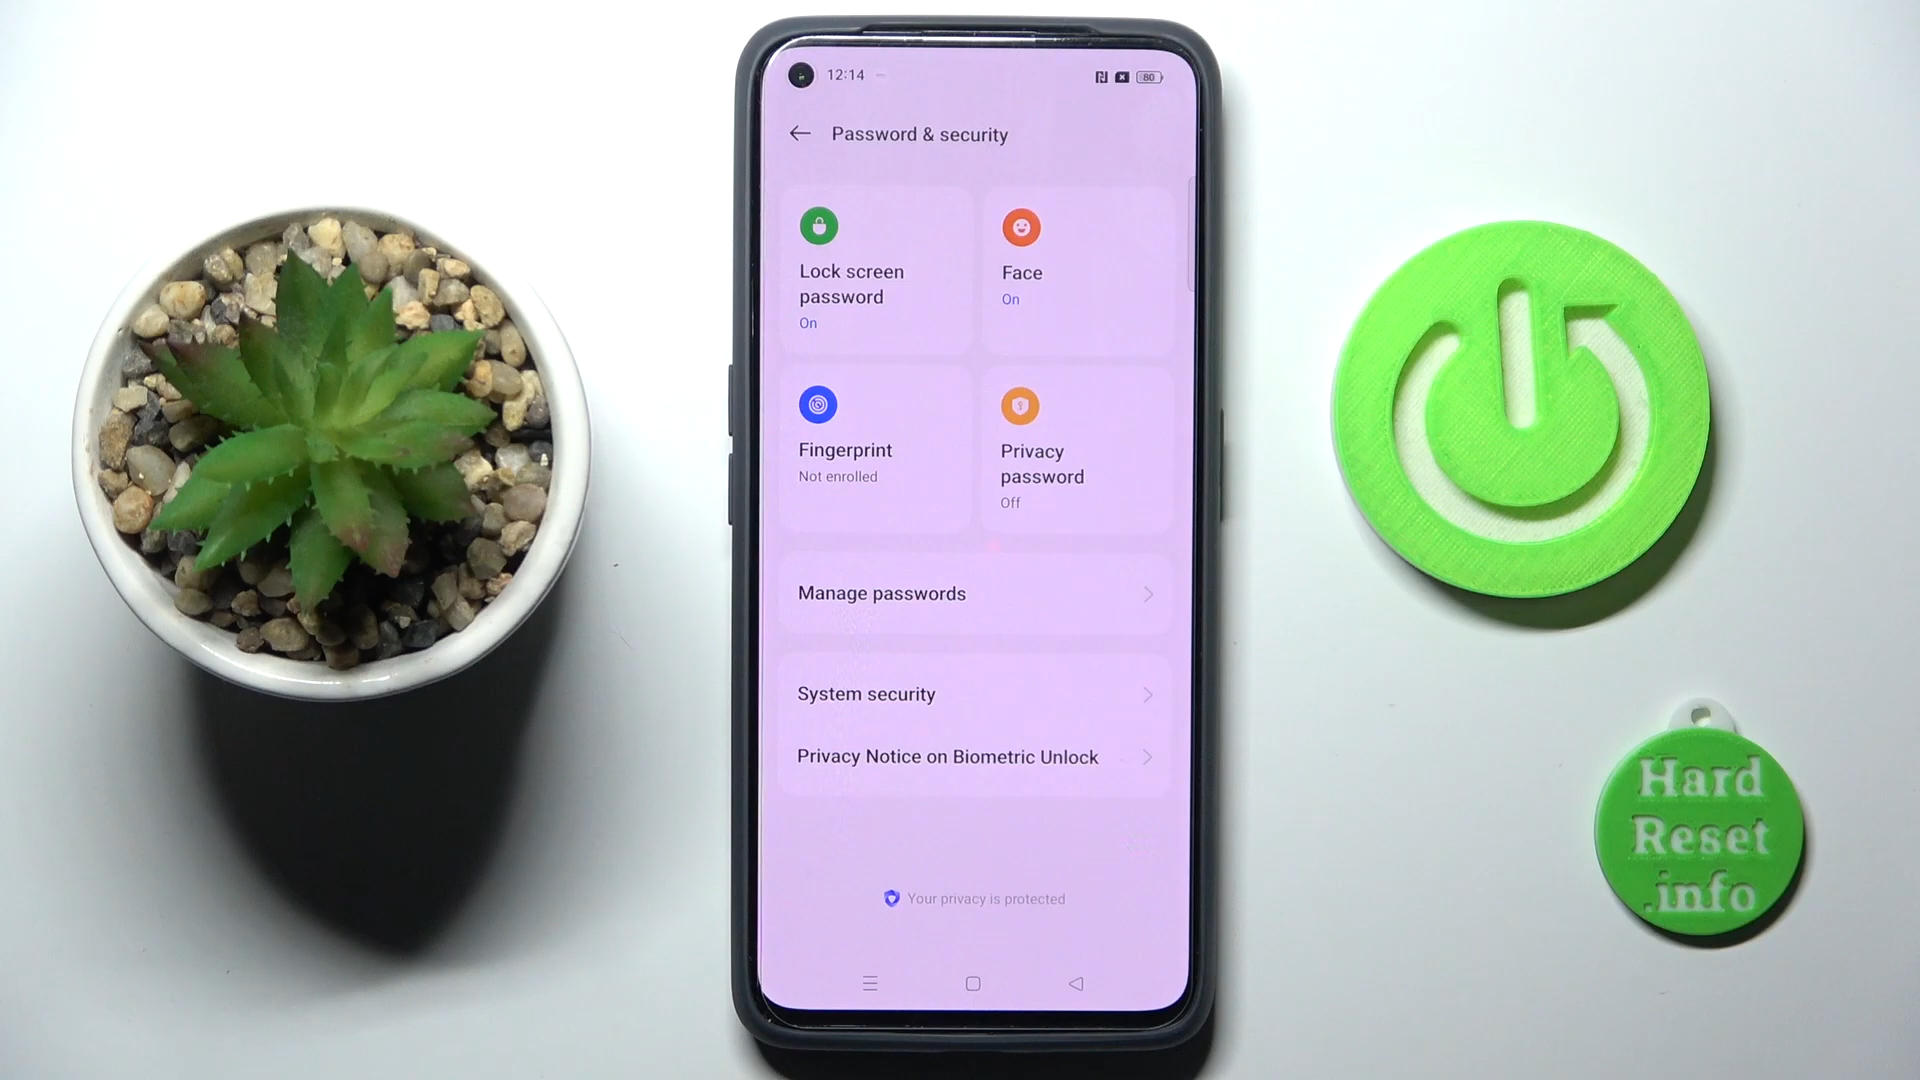 12:14
80
Password & security
Lock screen
password
On
Face
On
Fingerprint
Not enrolled
Privacy
password
Off
Manage passwords
System security
Privacy Notice on Biometric Unlock
Your privacy is protected
Hard
Reset
.info